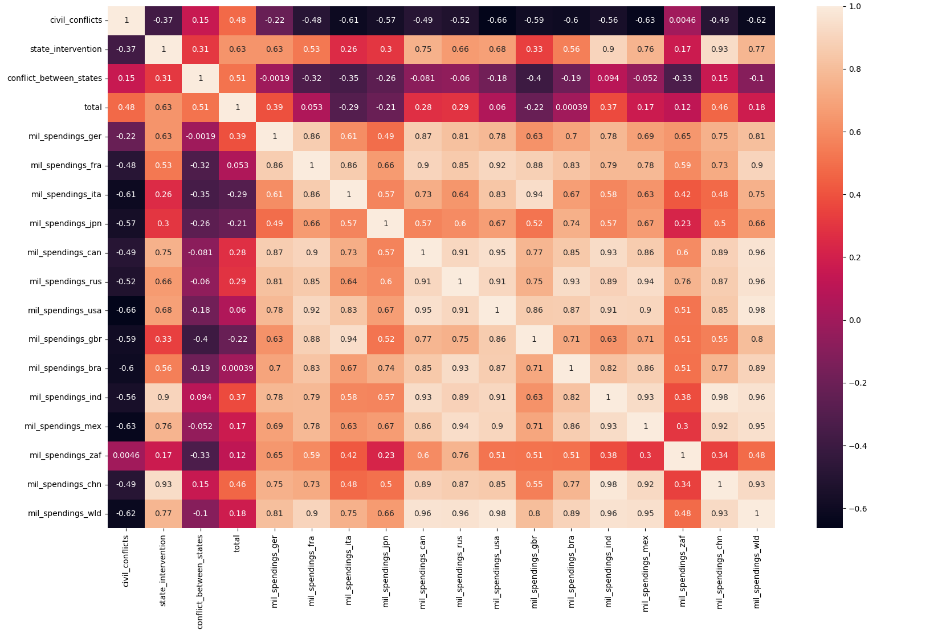 civil_conflicts 1 -0.37 0.15 0.48 -0.22 -0.48 -0.61 -0.57 -0.49 -0.52 -0.66 -0.59 -0.6 -0.56 -0.63 0.0046 -0.49 -0.62
state_intervention -0.37 1 0.31 0.63 0.63 0.53 0.26 0.3 0.75 0.66 0.68 0.33 0.56 0.9 0.76 0.17 0.93 0.77
conflict_between_states 0.15 0.31 1 0.51 -0.0019 -0.32 -0.35 -0.26 -0.081 -0.06 -0.18 -0.4 -0.19 0.094 -0.052 -0.33 0.15 -0.1
total 0.48 0.63 0.51 1 0.39 0.053 -0.29 -0.21 0.28 0.29 0.06 -0.22 0.00039 0.37 0.17 0.12 0.46 0.18
mil_spendings_ger -0.22 0.63 -0.0019 0.39 1 0.86 0.61 0.49 0.87 0.81 0.78 0.63 0.7 0.78 0.69 0.65 0.75 0.81
mil_spendings_fra -0.48 0.53 -0.32 0.053 0.86 1 0.86 0.66 0.9 0.85 0.92 0.88 0.83 0.79 0.78 0.59 0.73 0.9
mil_spendings_ita -0.61 0.26 -0.35 -0.29 0.61 0.86 1 0.57 0.73 0.64 0.83 0.94 0.67 0.58 0.63 0.42 0.48 0.75
mil_spendings_jpn -0.57 0.3 -0.26 -0.21 0.49 0.66 0.57 1 0.57 0.6 0.67 0.52 0.74 0.57 0.67 0.23 0.5 0.66
mil_spendings_can -0.49 0.75 -0.081 0.28 0.87 0.9 0.73 0.57 1 0.91 0.95 0.77 0.85 0.93 0.86 0.6 0.89 0.96
mil_spendings_rus -0.52 0.66 -0.06 0.29 0.81 0.85 0.64 0.6 0.91 1 0.91 0.75 0.93 0.89 0.94 0.76 0.87 0.96
mil_spendings_usa -0.66 0.68 -0.18 0.06 0.78 0.92 0.83 0.67 0.95 0.91 1 0.86 0.87 0.91 0.9 0.51 0.85 0.98
mil_spendings_gbr -0.59 0.33 -0.4 -0.22 0.63 0.88 0.94 0.52 0.77 0.75 0.86 1 0.71 0.63 0.71 0.51 0.55 0.8
mil_spendings_bra -0.6 0.56 -0.19 0.00039 0.7 0.83 0.67 0.74 0.85 0.93 0.87 0.71 1 0.82 0.86 0.51 0.77 0.89
mil_spendings_ind -0.56 0.9 0.094 0.37 0.78 0.79 0.58 0.57 0.93 0.89 0.91 0.63 0.82 1 0.93 0.38 0.98 0.96
mil_spendings_mex -0.63 0.76 -0.052 0.17 0.69 0.78 0.63 0.67 0.86 0.94 0.9 0.71 0.86 0.93 1 0.3 0.92 0.95
mil_spendings_zaf 0.0046 0.17 -0.33 0.12 0.65 0.59 0.42 0.23 0.6 0.76 0.51 0.51 0.51 0.38 0.3 1 0.34 0.48
mil_spendings_chn -0.49 0.93 0.15 0.46 0.75 0.73 0.48 0.5 0.89 0.87 0.85 0.55 0.77 0.98 0.92 0.34 1 0.93
mil_spendings_wld -0.62 0.77 -0.1 0.18 0.81 0.9 0.75 0.66 0.96 0.96 0.98 0.8 0.89 0.96 0.95 0.48 0.93 1
civil_conflicts
state_intervention
conflict_between_states
total
mil_spendings_ger
mil_spendings_fra
mil_spendings_ita
mil_spendings_jpn
mil_spendings_can
mil_spendings_rus
mil_spendings_usa
mil_spendings_gbr
mil_spendings_bra
mil_spendings_ind
mil_spendings_mex
mil_spendings_zaf
mil_spendings_chn
mil_spendings_wld
1.0
0.8
0.6
0.4
0.2
0.0
−0.2
−0.4
−0.6